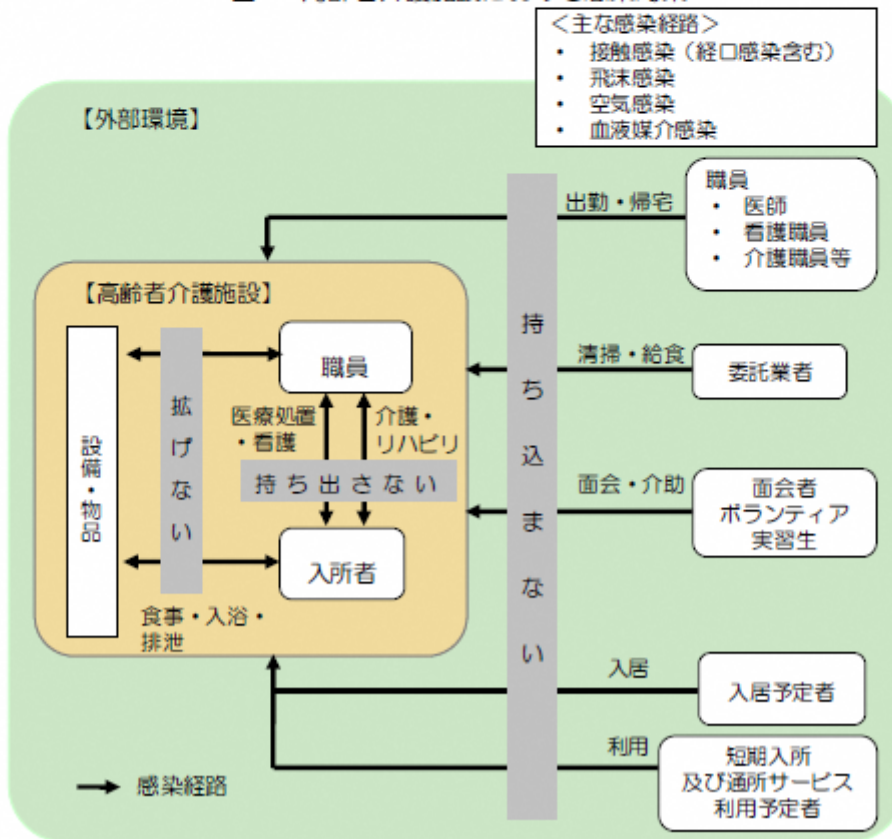 ＜主な感染経路＞
・ 接触感染（経口感染含む）
・ 飛沫感染
・ 空気感染
・ 血液媒介感染
【外部環境】
職員
・ 医師
・ 看護職員
・ 介護職員等
出勤・帰宅
【高齢者介護施設】
持ち込まない
職員
清掃・給食
委託業者
拡げない
医療処置
・看護
介護・
リハビリ
設備・物品
持ち出さない
面会・介助
面会者
ボランティア
実習生
入所者
食事・入浴・
排泄
入居
入居予定者
利用
短期入所
及び通所サービス
利用予定者
感染経路